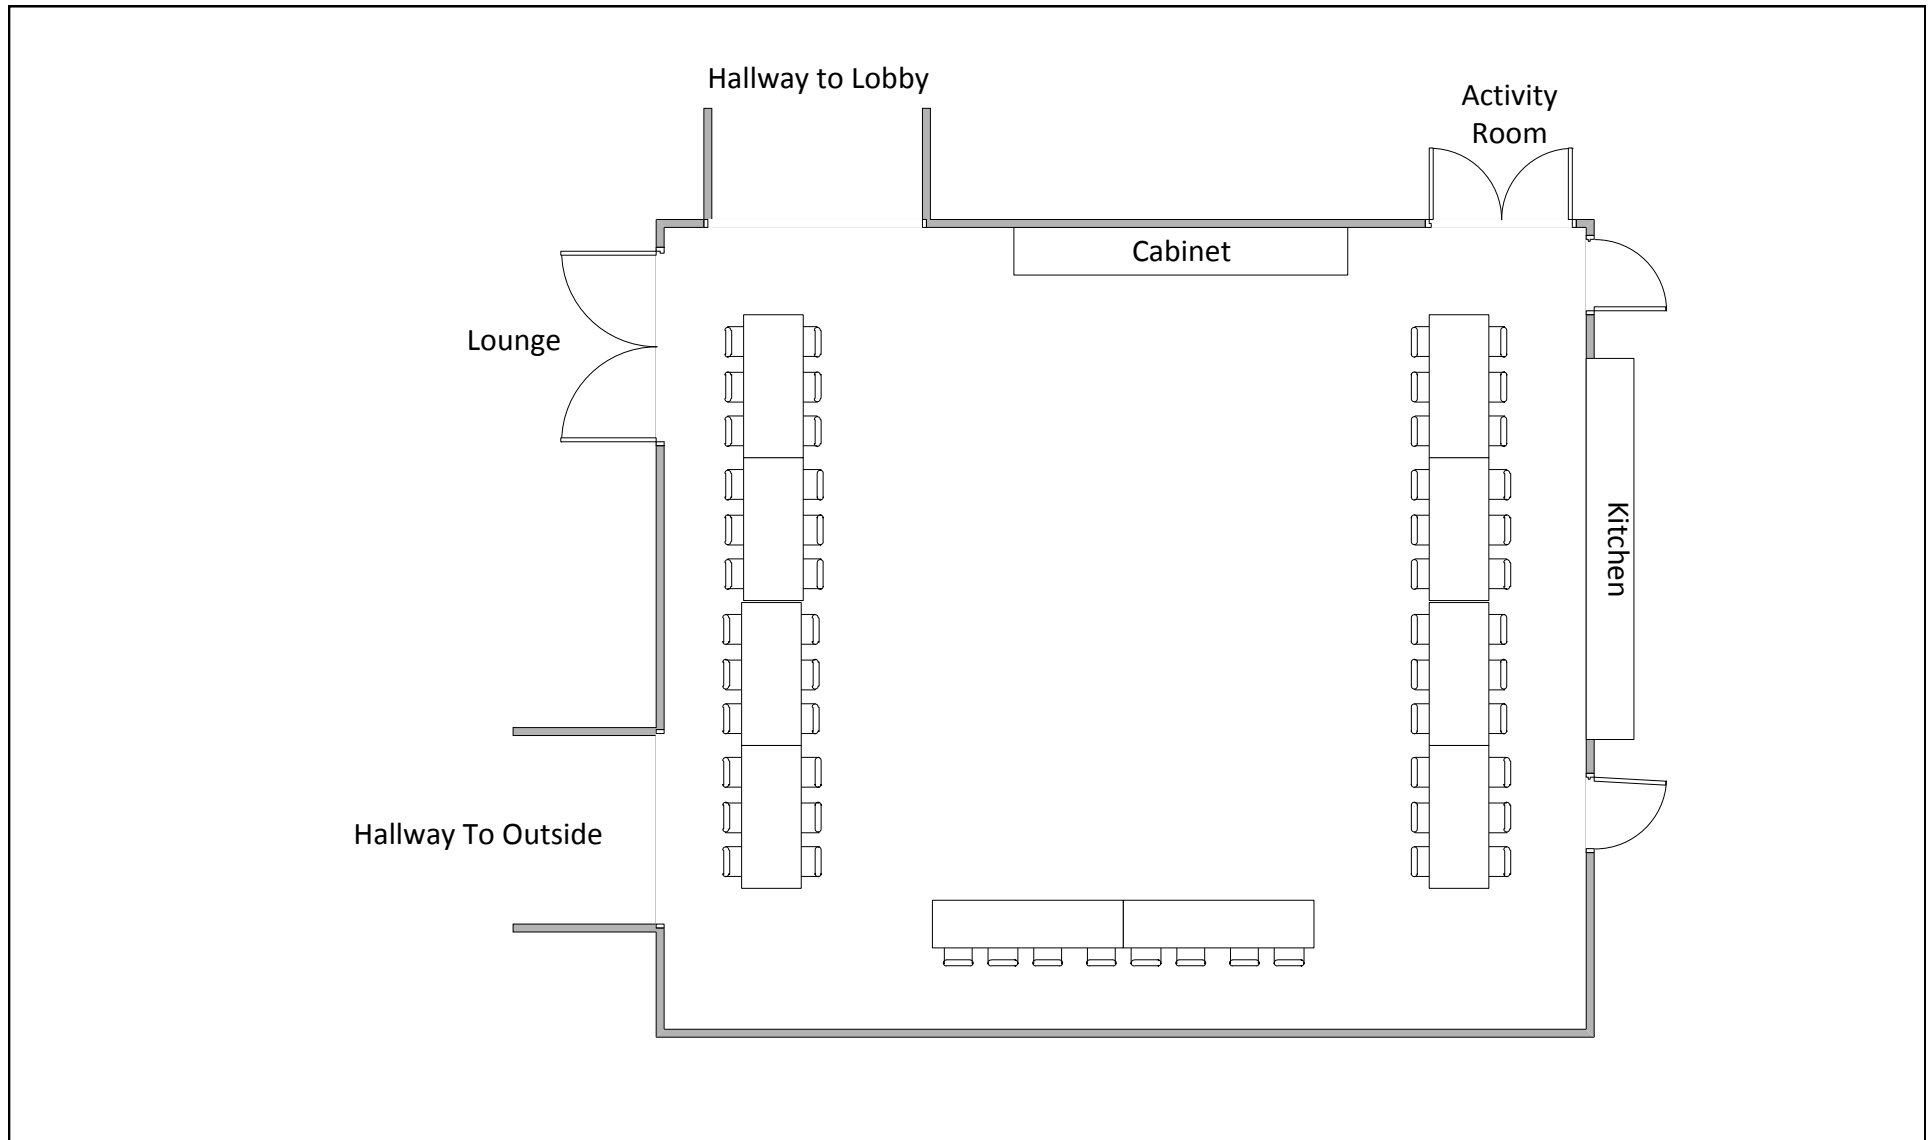 Hallway to Lobby
Activity
Room
Cabinet
Lounge
Kitchen
Hallway To Outside